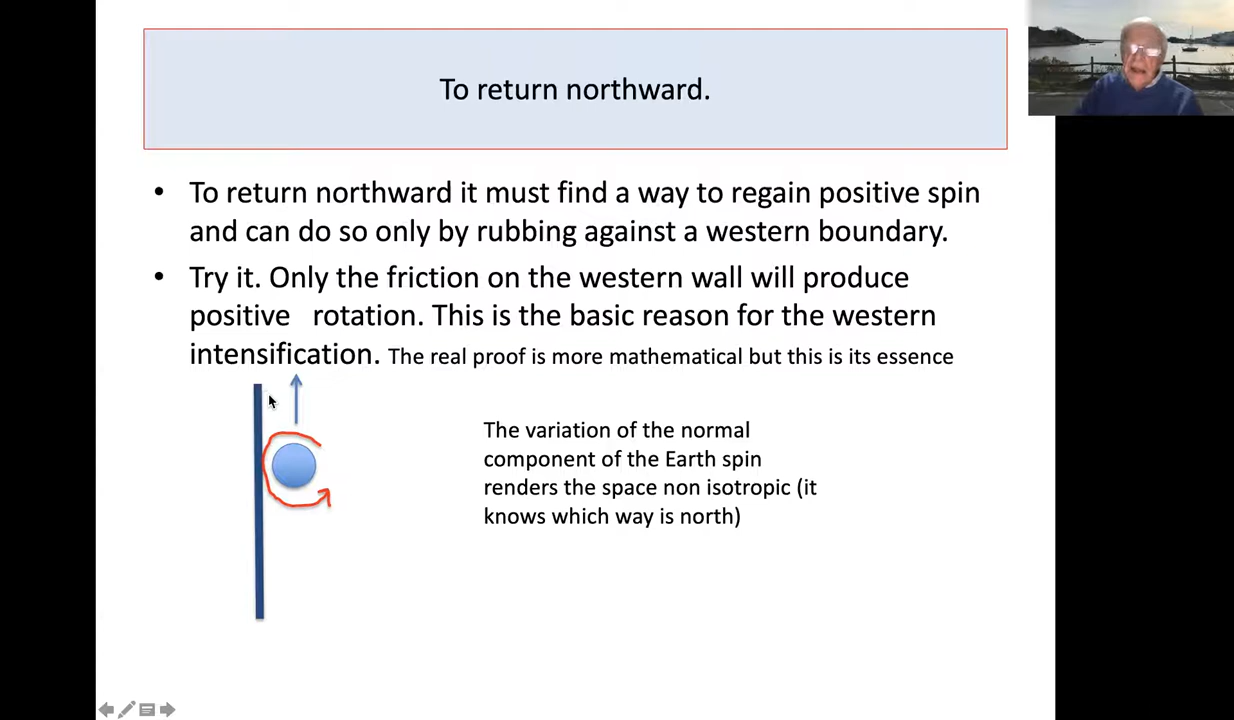 To return northward.
• To return northward it must find a way to regain positive spin
and can do so only by rubbing against a western boundary.
• Try it. Only the friction on the western wall will produce
positive rotation. This is the basic reason for the western
intensification. The real proof is more mathematical but this is its essence
The variation of the normal
component of the Earth spin
renders the space non isotropic (it
knows which way is north)